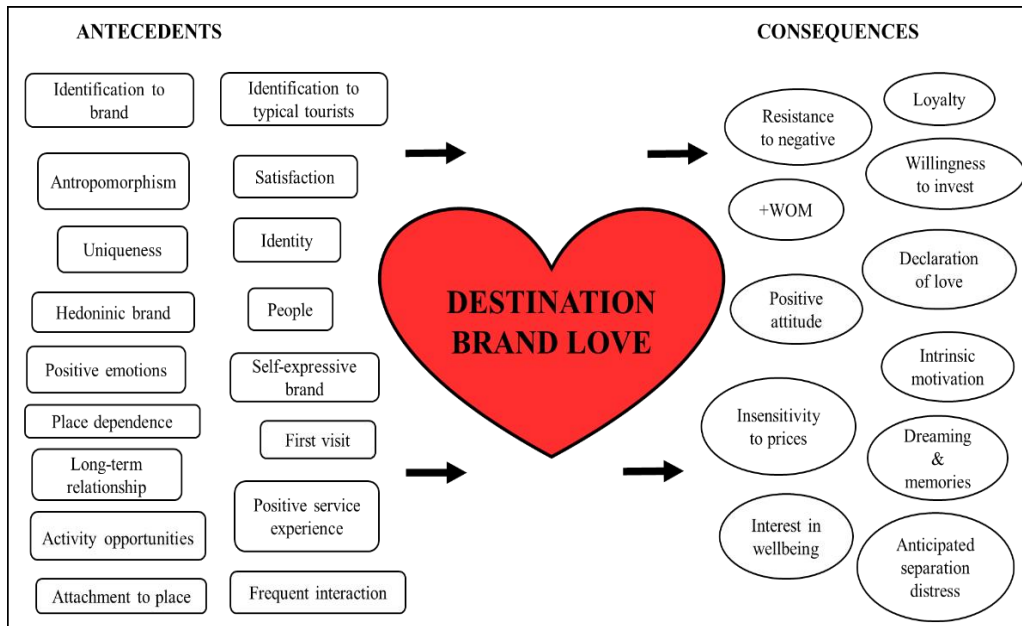 ANTECEDENTS
Identification to
brand
Identification to
typical tourists
Antropomorphism
Satisfaction
Uniqueness
Identity
Hedoninic brand
People
Positive emotions
Self-expressive
brand
Place dependence
First visit
Long-term
relationship
Positive service
experience
Activity opportunities
Attachment to place
Frequent interaction
DESTINATION
BRAND LOVE
CONSEQUENCES
Resistance
to negative
Loyalty
Willingness
to invest
+WOM
Declaration
of love
Positive
attitude
Intrinsic
motivation
Insensitivity
to prices
Dreaming
&
memories
Interest in
wellbeing
Anticipated
separation
distress